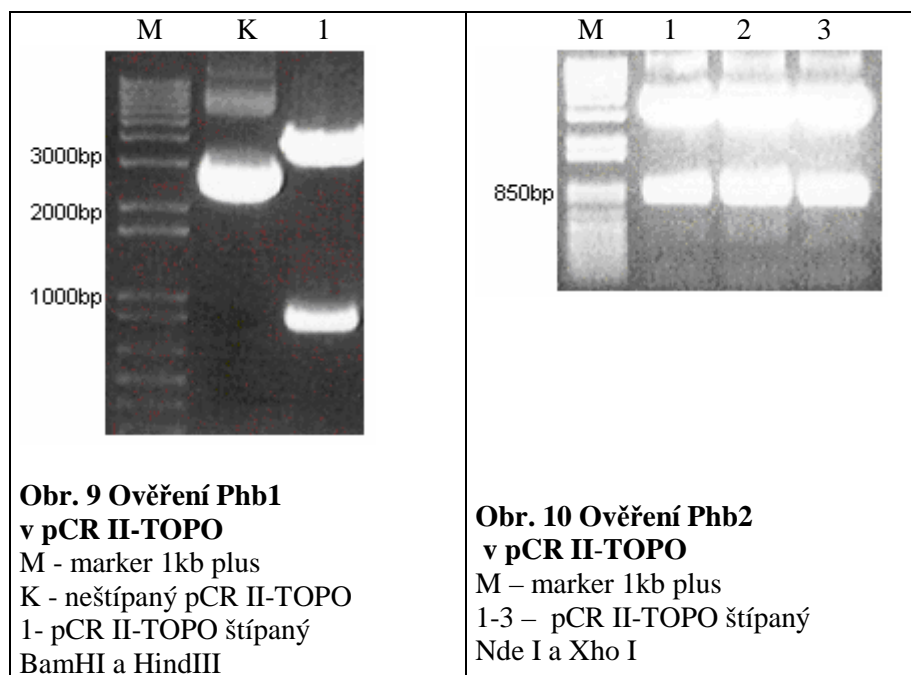 M K 1
3000bp
2000bp
1000bp
Obr. 9 Ověření Phb1
v pCR II-TOPO
M - marker 1kb plus
K - neštípaný pCR II-TOPO
1- pCR II-TOPO štípaný
BamHI a HindIII
M 1 2 3
850bp
Obr. 10 Ověření Phb2
v pCR II-TOPO
M – marker 1kb plus
1-3 – pCR II-TOPO štípaný
Nde I a Xho I